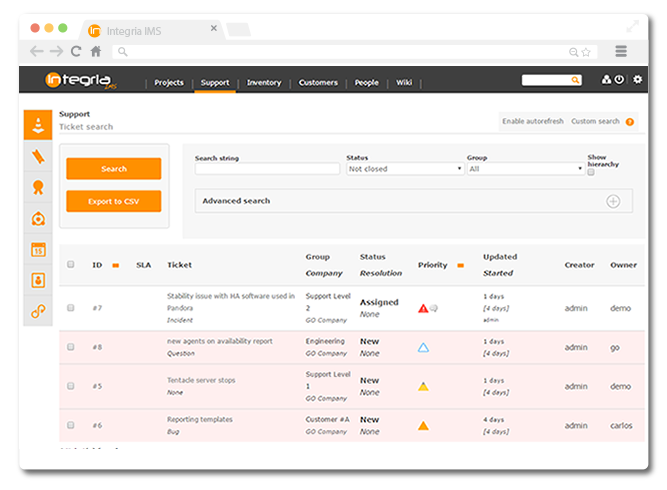 Integria IMS
integria IMS
Projects Support Inventory Customers People Wiki
Support
Ticket search
Enable autorefresh Custom search ?
Search
Export to CSV
Search string
Status
Not closed
Group
All
Show
hierarchy
Advanced search
ID SLA Ticket Group Status Priority Updated Creator Owner
Company Resolution Started
#7
Stability issue with HA software used in
Pandora
Incident
Support Level
2
GO Company
Assigned
None
1 days
[4 days]
admin
admin
demo
#8
new agents on availability report
Question
Engineering
GO Company
New
None
1 days
[4 days]
admin
go
#5
Tentacle server stops
None
Support Level
1
GO Company
New
None
1 days
[4 days]
admin
demo
#6
Reporting templates
Bug
Customer #A
GO Company
New
None
4 days
[4 days]
admin
carlos
15